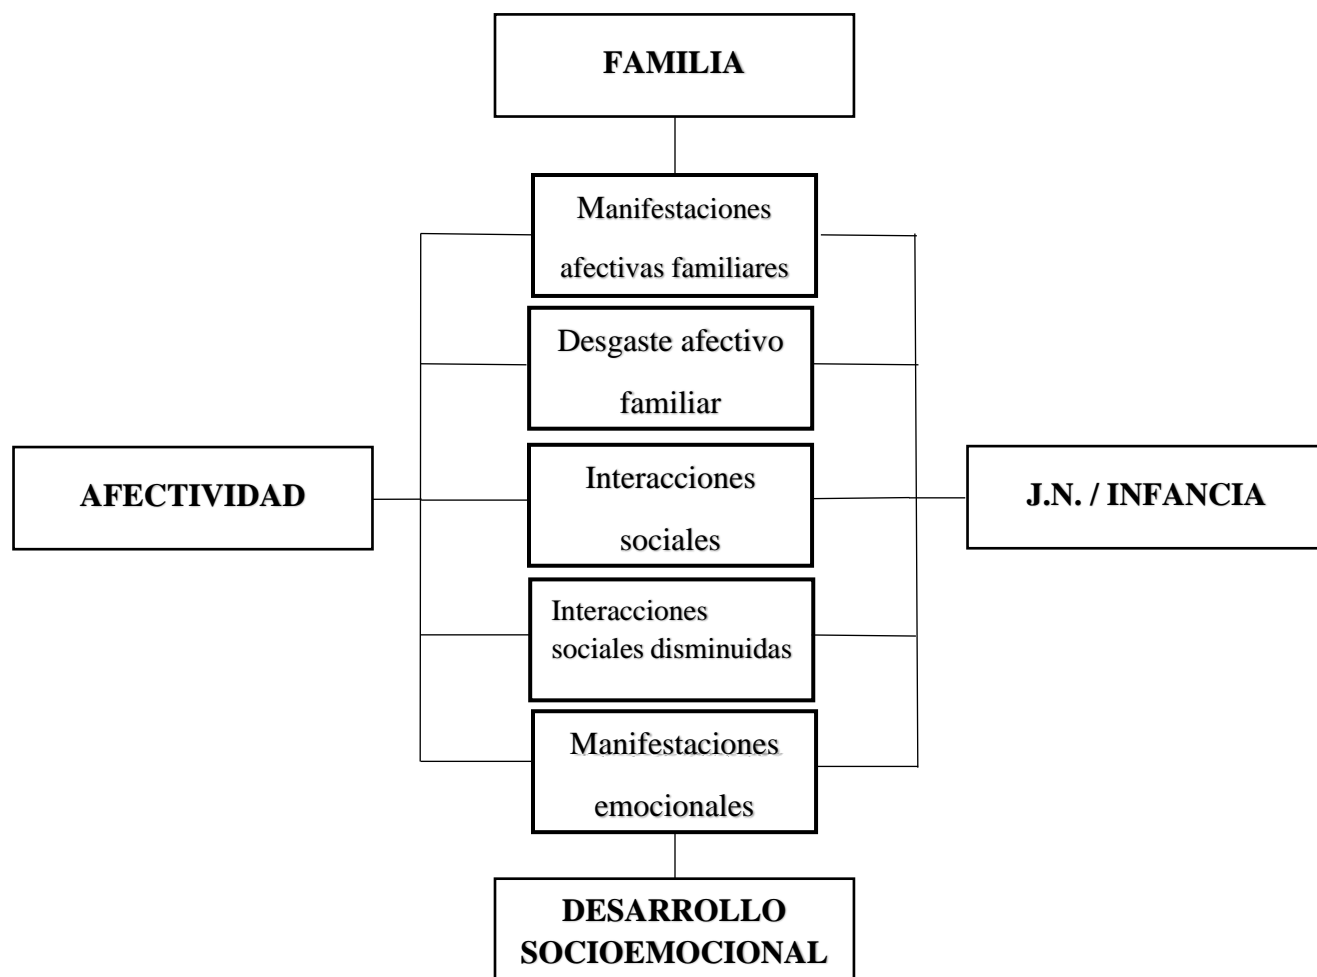 FAMILIA
Manifestaciones
afectivas familiares
Desgaste afectivo
familiar
Interacciones
sociales
AFECTIVIDAD
J.N. / INFANCIA
Interacciones
sociales disminuidas
Manifestaciones
emocionales
DESARROLLO
SOCIOEMOCIONAL